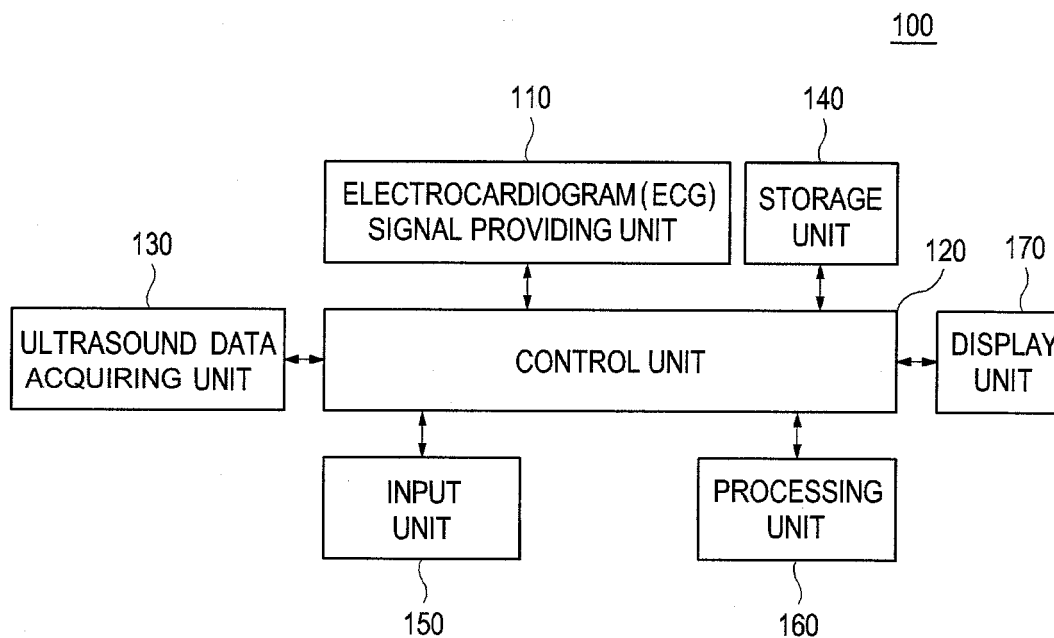 100
110
140
ELECTROCARDIOGRAM (ECG)
SIGNAL PROVIDING UNIT
STORAGE
UNIT
130
120
170
ULTRASOUND DATA
ACQUIRING UNIT
CONTROL UNIT
DISPLAY
UNIT
INPUT
UNIT
PROCESSING
UNIT
150
160